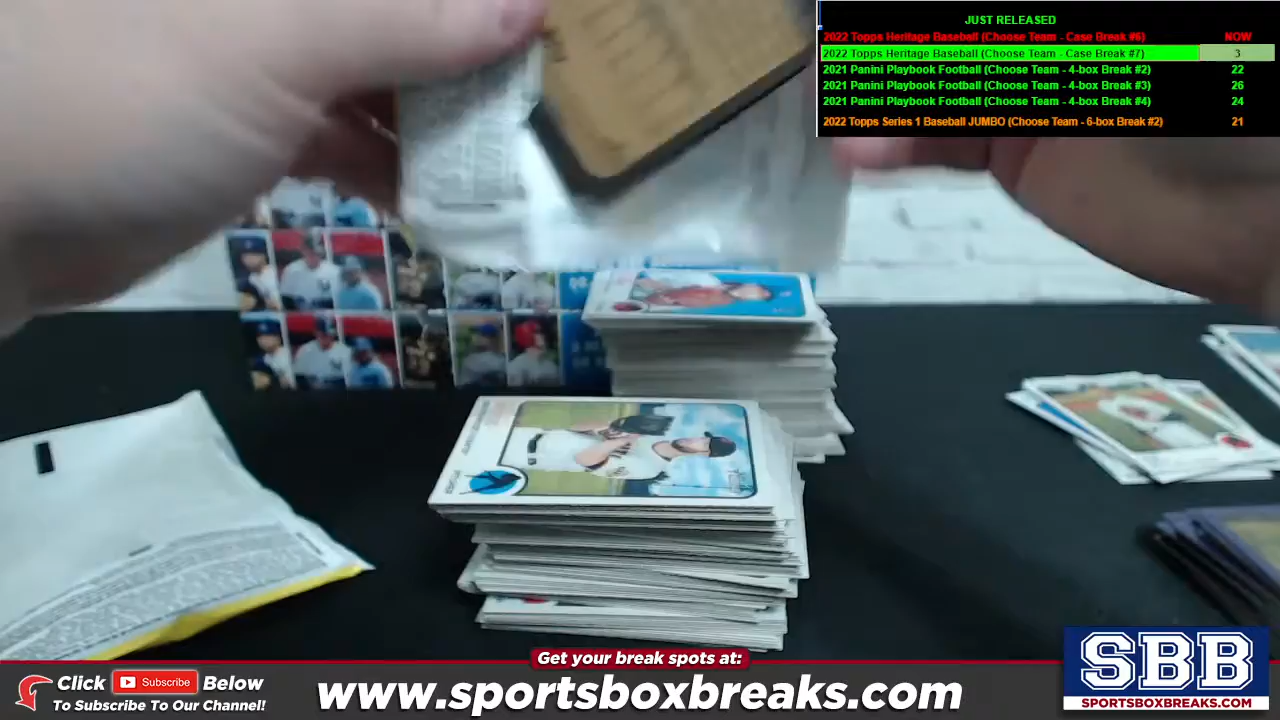 JUST RELEASED
2022 Topps Heritage Baseball (Choose Team - Case Break #6) NOW
2022 Topps Heritage Baseball (Choose Team - Case Break #7) 3
2021 Panini Playbook Football (Choose Team - 4-box Break #2) 22
2021 Panini Playbook Football (Choose Team - 4-box Break #3) 26
2021 Panini Playbook Football (Choose Team - 4-box Break #4) 24
2022 Topps Series 1 Baseball JUMBO (Choose Team - 6-box Break #2) 21
Get your break spots at:
Click Subscribe Below
To Subscribe To Our Channel!
www.sportsboxbreaks.com
SBB
SPORTSBOXBREAKS.COM